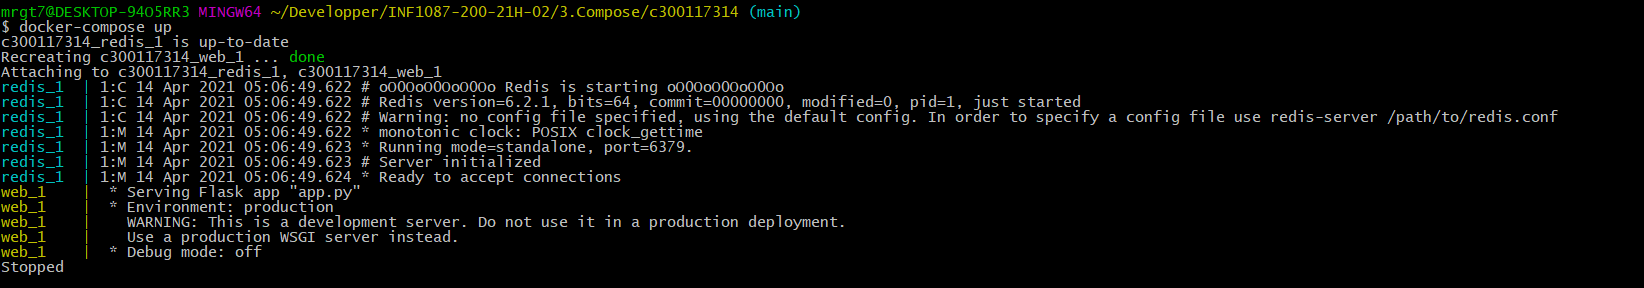 mrgt7@DESKTOP-94O5RR3 MINGW64 ~/Developper/INF1087-200-21H-02/3.Compose/c300117314 (main)
$ docker-compose up
c300117314_redis_1 is up-to-date
Recreating c300117314_web_1 ... done
Attaching to c300117314_redis_1, c300117314_web_1
redis_1  | 1:C 14 Apr 2021 05:06:49.622 # oO0OoO0OoO0Oo Redis is starting oO0OoO0OoO0Oo
redis_1  | 1:C 14 Apr 2021 05:06:49.622 # Redis version=6.2.1, bits=64, commit=00000000, modified=0, pid=1, just started
redis_1  | 1:C 14 Apr 2021 05:06:49.622 # Warning: no config file specified, using the default config. In order to specify a config file use redis-server /path/to/redis.conf
redis_1  | 1:M 14 Apr 2021 05:06:49.622 * monotonic clock: POSIX clock_gettime
redis_1  | 1:M 14 Apr 2021 05:06:49.623 * Running mode=standalone, port=6379.
redis_1  | 1:M 14 Apr 2021 05:06:49.623 # Server initialized
redis_1  | 1:M 14 Apr 2021 05:06:49.624 * Ready to accept connections
web_1    |  * Serving Flask app "app.py"
web_1    |  * Environment: production
web_1    |    WARNING: This is a development server. Do not use it in a production deployment.
web_1    |    Use a production WSGI server instead.
web_1    |  * Debug mode: off
Stopped